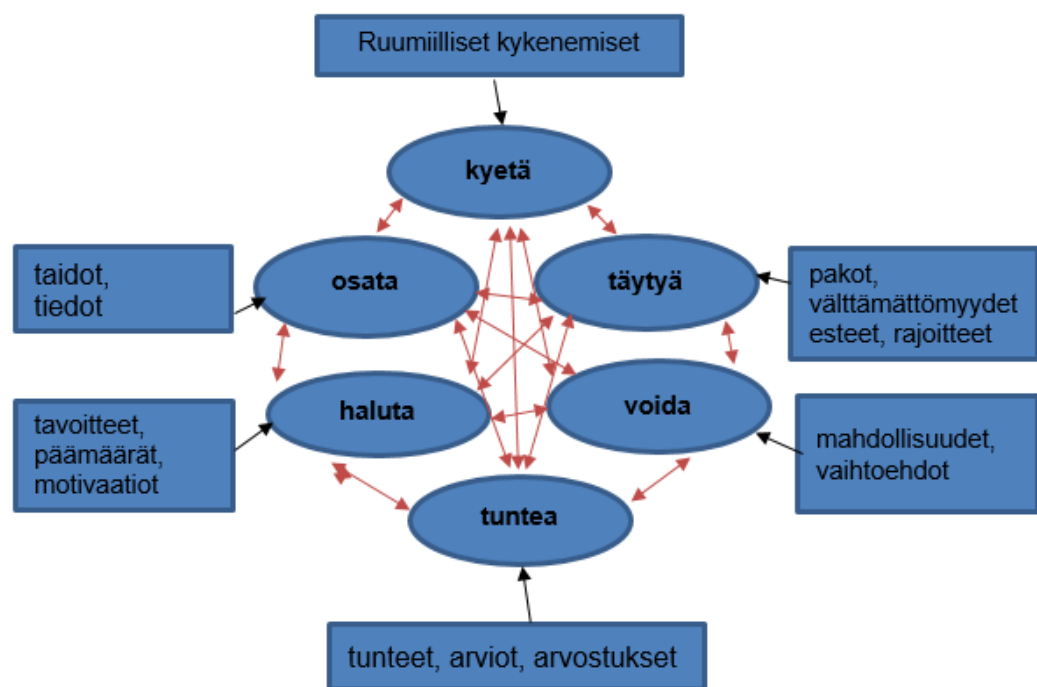 Ruumiilliset kykenemiset
kyetä
taidot,
tiedot
osata
täytyä
pakot,
välttämättömyydet
esteet, rajoitteet
tavoitteet,
päämäärät,
motivaatiot
haluta
voida
mahdollisuudet,
vaihtoehdot
tuntea
tunteet, arviot, arvostukset